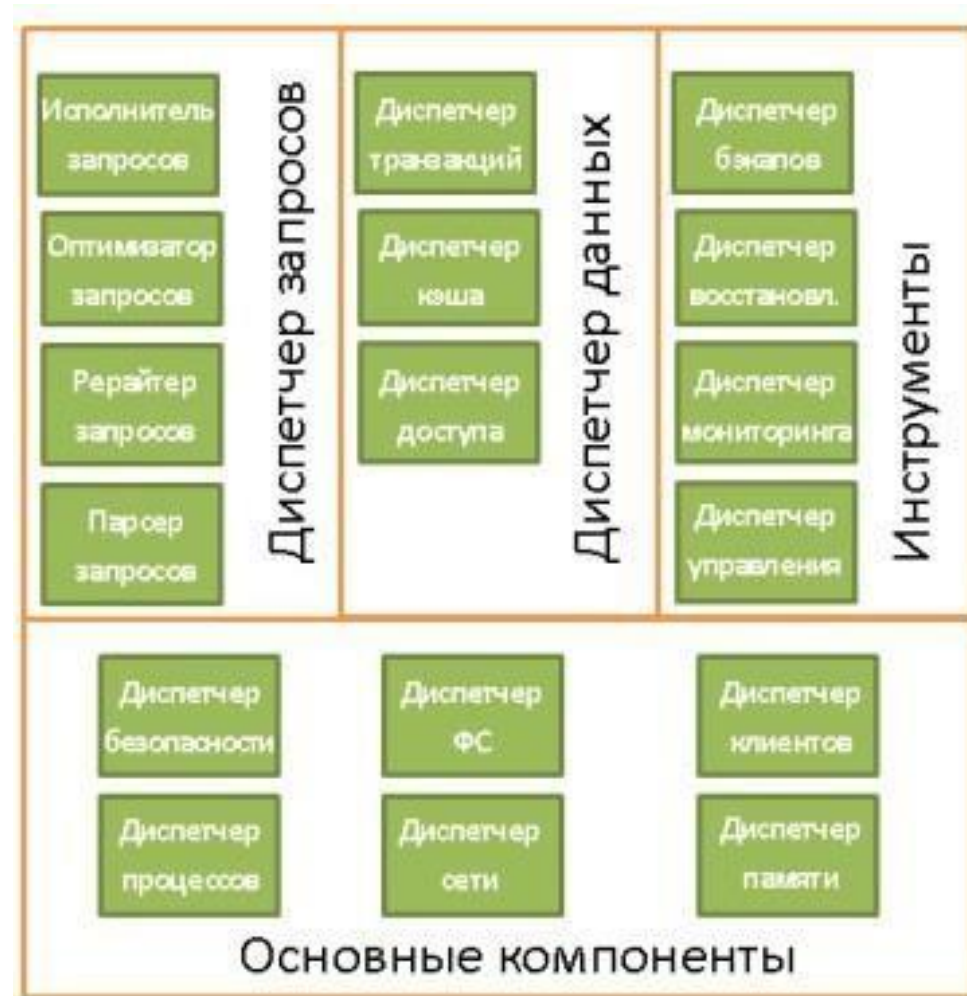 Исполнитель
запросов
Оптимизатор
запросов
Рерайтер
запросов
Парсер
запросов
Диспетчер запросов
Диспетчер
транзакций
Диспетчер
кэша
Диспетчер
доступа
Диспетчер данных
Диспетчер
бэкапов
Диспетчер
восстановл.
Диспетчер
мониторинга
Диспетчер
управления
Инструменты
Диспетчер
безопасности
Диспетчер
ФС
Диспетчер
клиентов
Диспетчер
процессов
Диспетчер
сети
Диспетчер
памяти
Основные компоненты